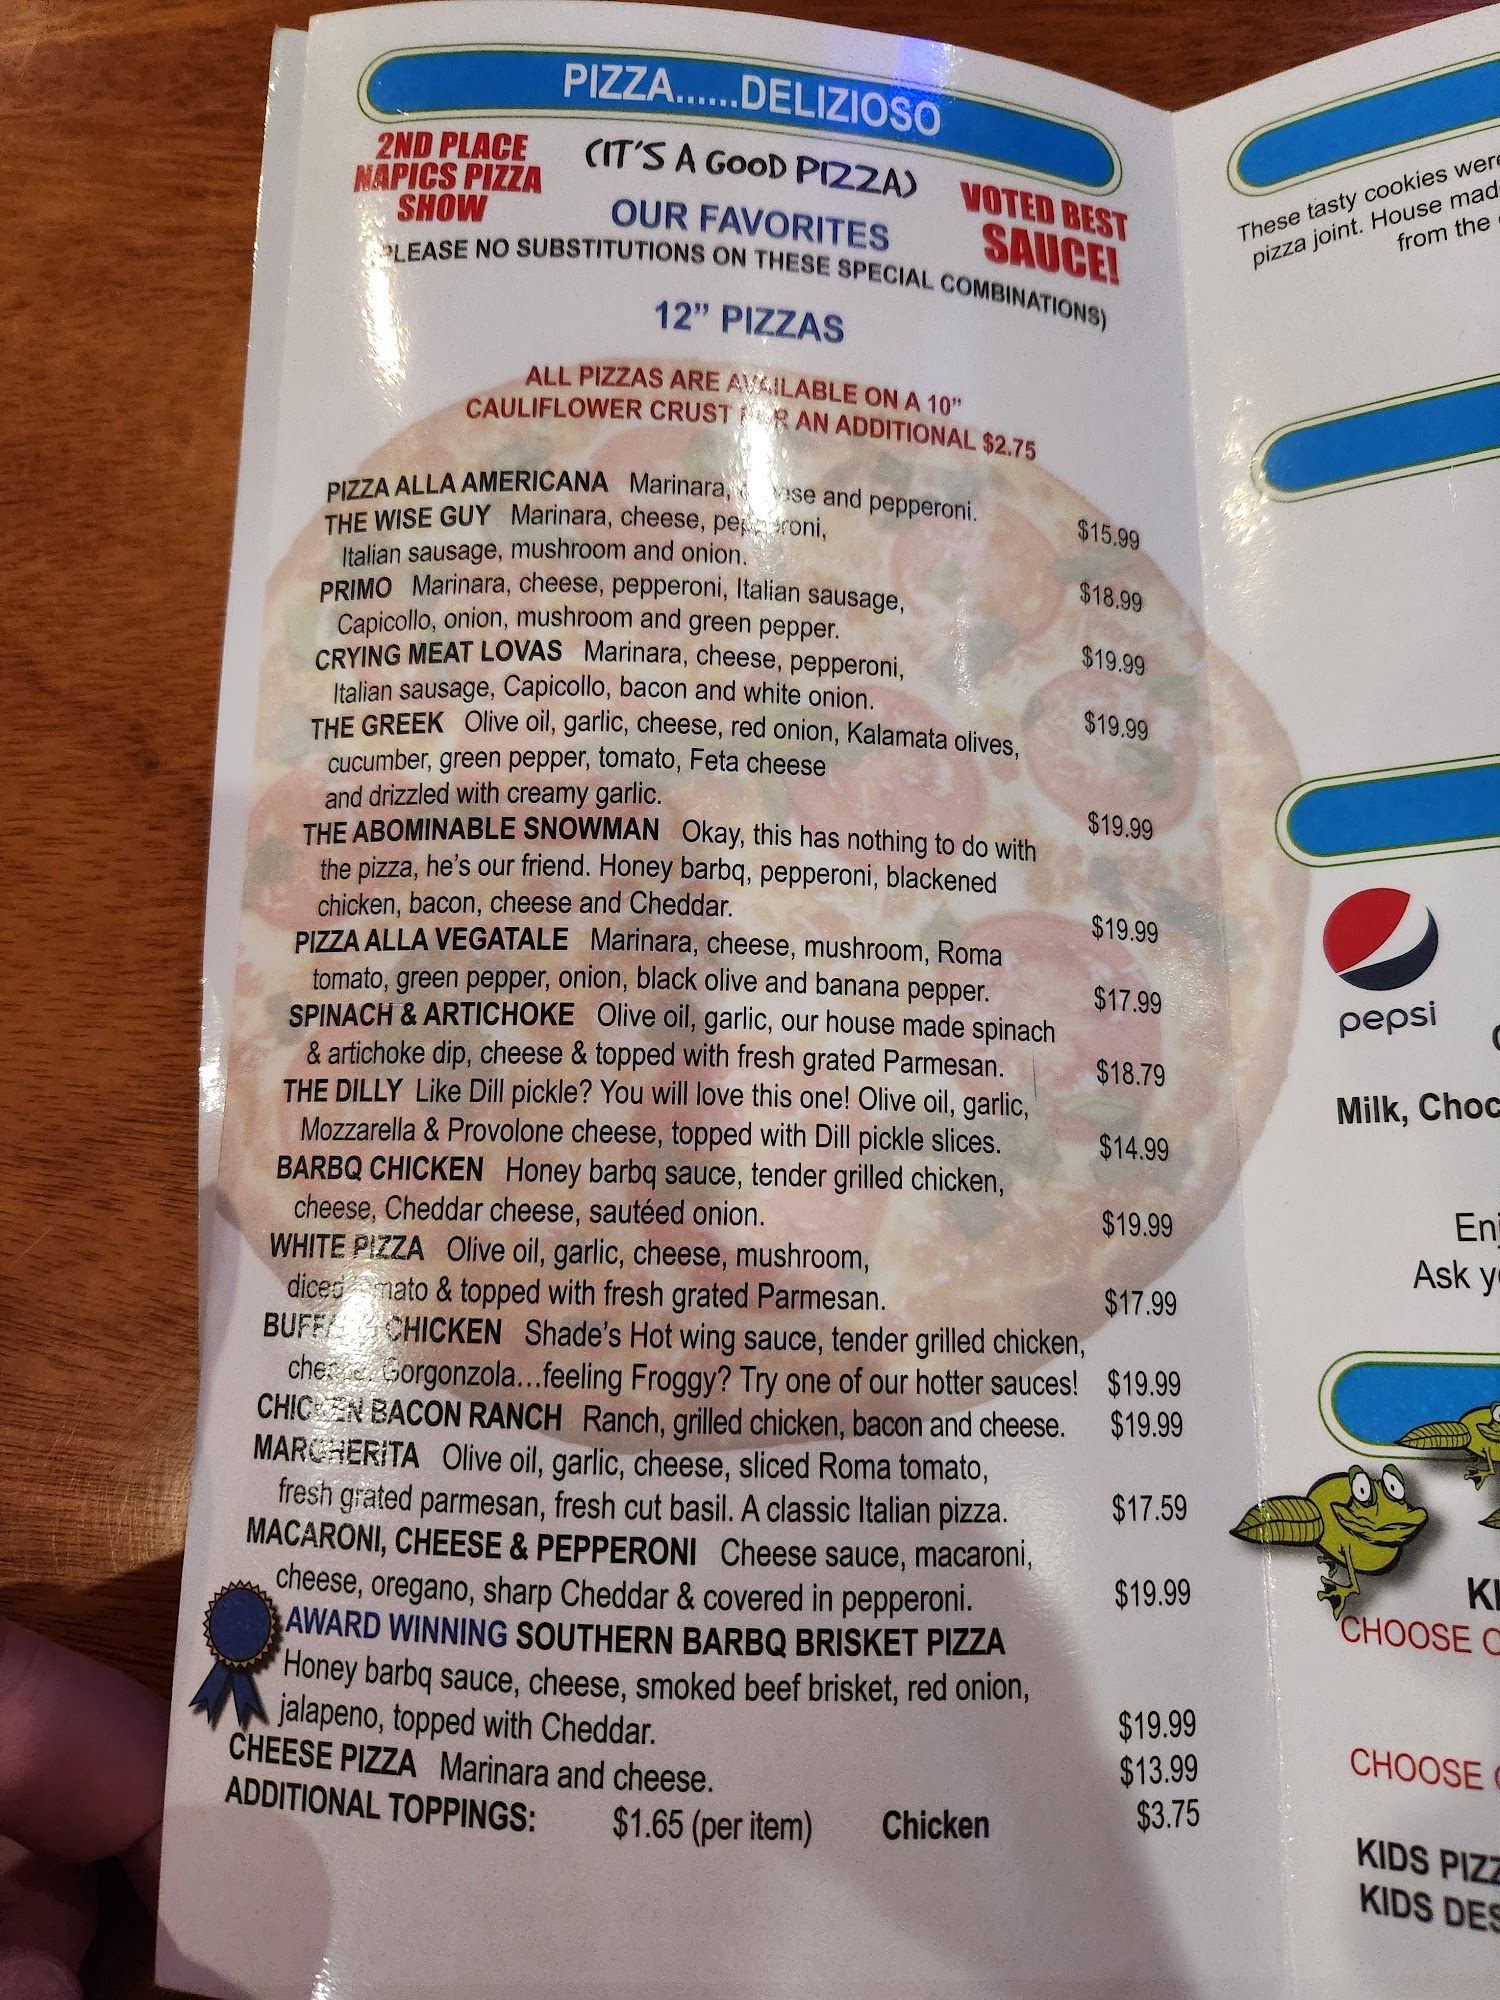 PIZZA......DELIZIOSO
2ND PLACE
NAPICS PIZZA
SHOW
(IT'S A GOOD PIZZA)
VOTED BEST
SAUCE!
OUR FAVORITES
PLEASE NO SUBSTITUTIONS ON THESE SPECIAL COMBINATIONS)
12" PIZZAS
ALL PIZZAS ARE AVAILABLE ON A 10"
CAULIFLOWER CRUST FOR AN ADDITIONAL $2.75
PIZZA ALLA AMERICANA Marinara, cheese and pepperoni. $15.99
THE WISE GUY Marinara, cheese, pepperoni,
Italian sausage, mushroom and onion. $18.99
PRIMO Marinara, cheese, pepperoni, Italian sausage,
Capicollo, onion, mushroom and green pepper. $19.99
CRYING MEAT LOVAS Marinara, cheese, pepperoni,
Italian sausage, Capicollo, bacon and white onion. $19.99
THE GREEK Olive oil, garlic, cheese, red onion, Kalamata olives,
cucumber, green pepper, tomato, Feta cheese
and drizzled with creamy garlic. $19.99
THE ABOMINABLE SNOWMAN Okay, this has nothing to do with
the pizza, he's our friend. Honey barbq, pepperoni, blackened
chicken, bacon, cheese and Cheddar. $19.99
PIZZA ALLA VEGATALE Marinara, cheese, mushroom, Roma
tomato, green pepper, onion, black olive and banana pepper. $17.99
SPINACH & ARTICHOKE Olive oil, garlic, our house made spinach
& artichoke dip, cheese & topped with fresh grated Parmesan. $18.79
THE DILLY Like Dill pickle? You will love this one! Olive oil, garlic,
Mozzarella & Provolone cheese, topped with Dill pickle slices. $14.99
BARBQ CHICKEN Honey barbq sauce, tender grilled chicken,
cheese, Cheddar cheese, sautéed onion. $19.99
WHITE PIZZA Olive oil, garlic, cheese, mushroom,
diced tomato & topped with fresh grated Parmesan. $17.99
BUFFALO CHICKEN Shade's Hot wing sauce, tender grilled chicken,
cheese, Gorgonzola...feeling Froggy? Try one of our hotter sauces! $19.99
CHICKEN BACON RANCH Ranch, grilled chicken, bacon and cheese. $19.99
MARGHERITA Olive oil, garlic, cheese, sliced Roma tomato,
fresh grated parmesan, fresh cut basil. A classic Italian pizza. $17.59
MACARONI, CHEESE & PEPPERONI Cheese sauce, macaroni,
cheese, oregano, sharp Cheddar & covered in pepperoni. $19.99
AWARD WINNING SOUTHERN BARBQ BRISKET PIZZA
Honey barbq sauce, cheese, smoked beef brisket, red onion,
jalapeno, topped with Cheddar. $19.99
CHEESE PIZZA Marinara and cheese. $13.99
ADDITIONAL TOPPINGS: $1.65 (per item) Chicken $3.75
These tasty cookies were
pizza joint. House mad
from the
pepsi
Milk, Choc
Enj
Ask y
CHOOSE
CHOOSE
KIDS PIZZ
KIDS DES